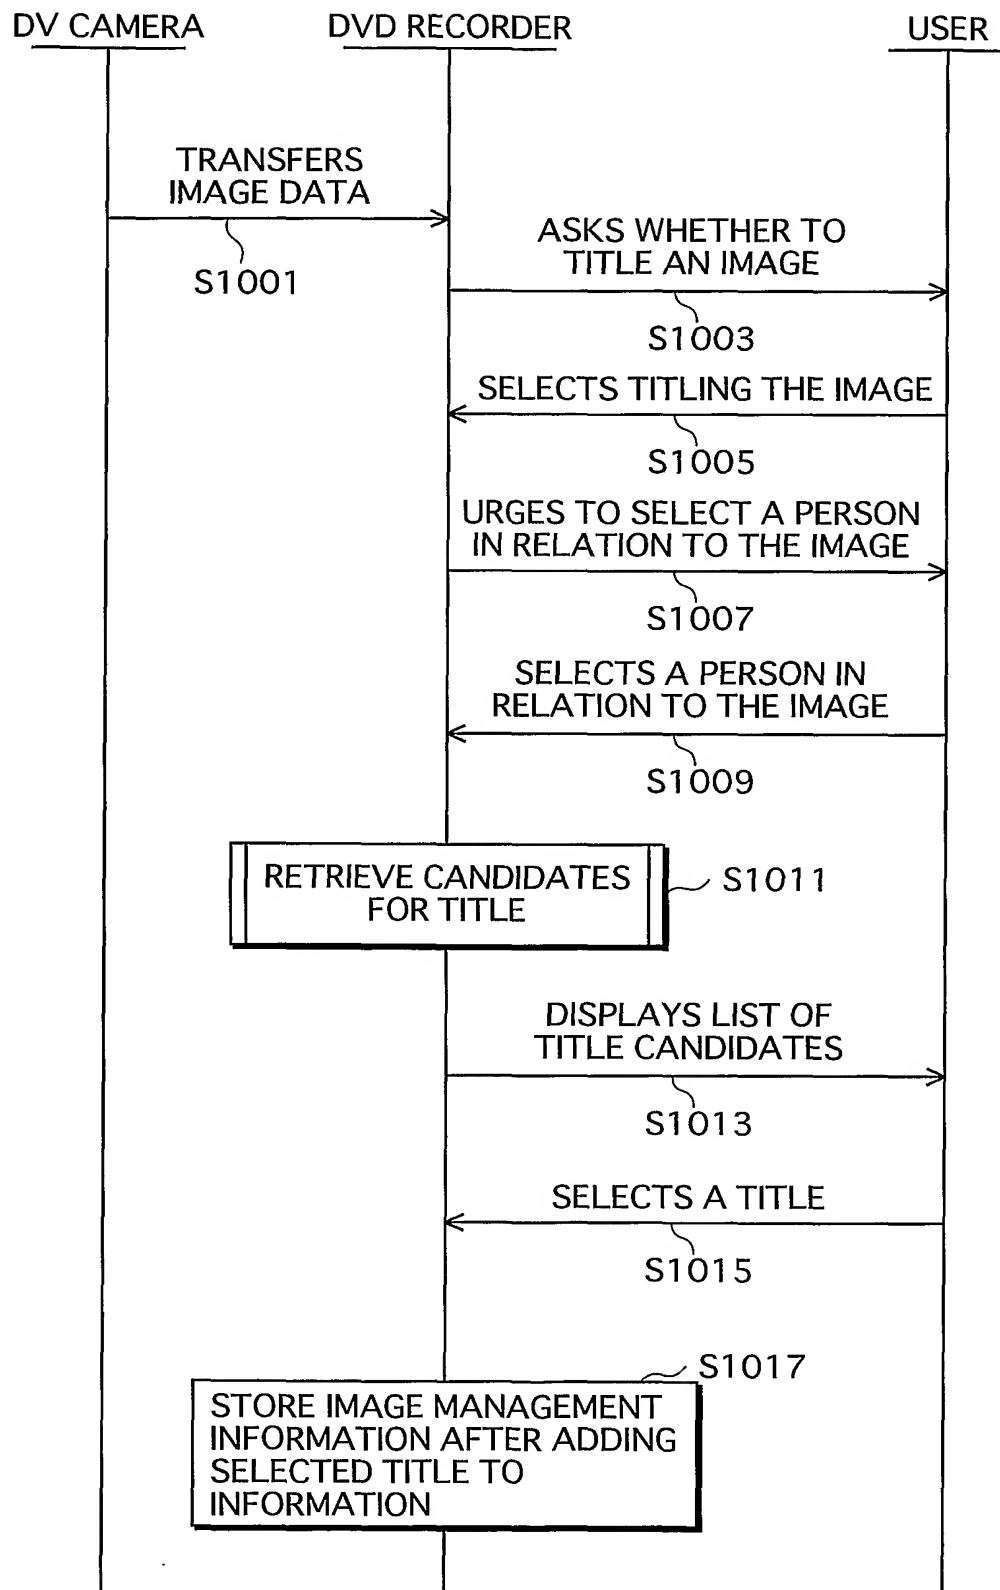 DV CAMERA
DVD RECORDER
USER
TRANSFERS
IMAGE DATA
S1001
ASKS WHETHER TO
TITLE AN IMAGE
S1003
SELECTS TITLING THE IMAGE
S1005
URGES TO SELECT A PERSON
IN RELATION TO THE IMAGE
S1007
SELECTS A PERSON IN
RELATION TO THE IMAGE
S1009
RETRIEVE CANDIDATES
FOR TITLE
S1011
DISPLAYS LIST OF
TITLE CANDIDATES
S1013
SELECTS A TITLE
S1015
S1017
STORE IMAGE MANAGEMENT
INFORMATION AFTER ADDING
SELECTED TITLE TO
INFORMATION